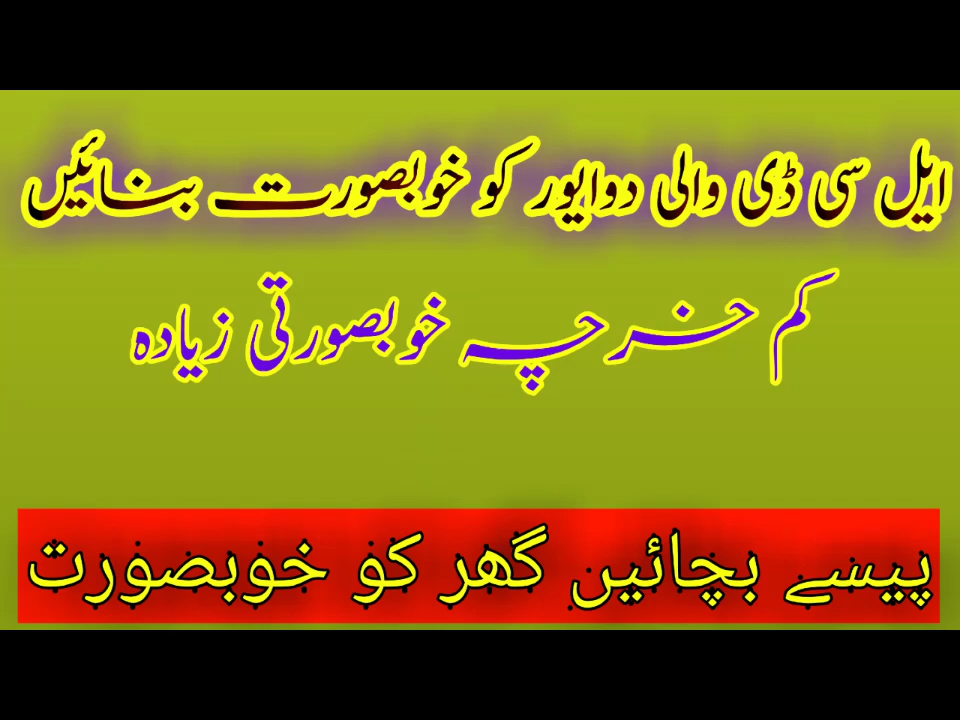 ایل سی ڈی والی دوایور کو خوبصورت بنائیں
کم خرچہ خوبصورتی زیادہ
پیسے بچائیں گھر کو خوبصورت